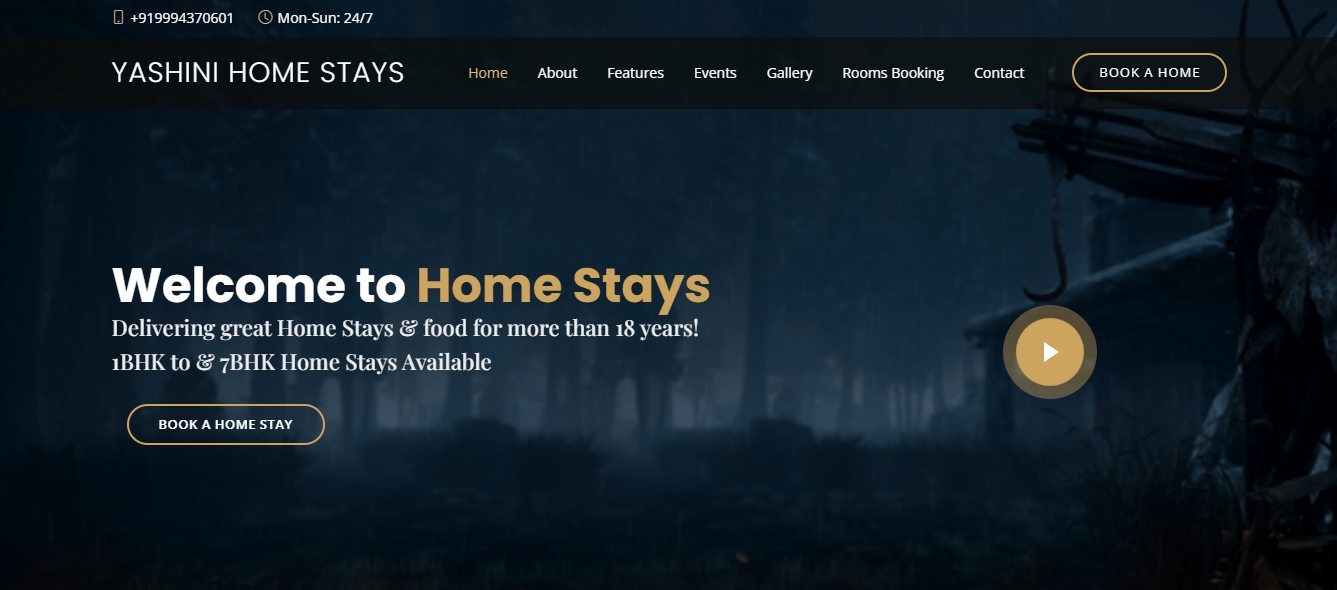 +919994370601 Mon-Sun: 24/7
YASHINI HOME STAYS Home About Features Events Gallery Rooms Booking Contact BOOK A HOME
Welcome to Home Stays
Delivering great Home Stays & food for more than 18 years!
1BHK to & 7BHK Home Stays Available
BOOK A HOME STAY